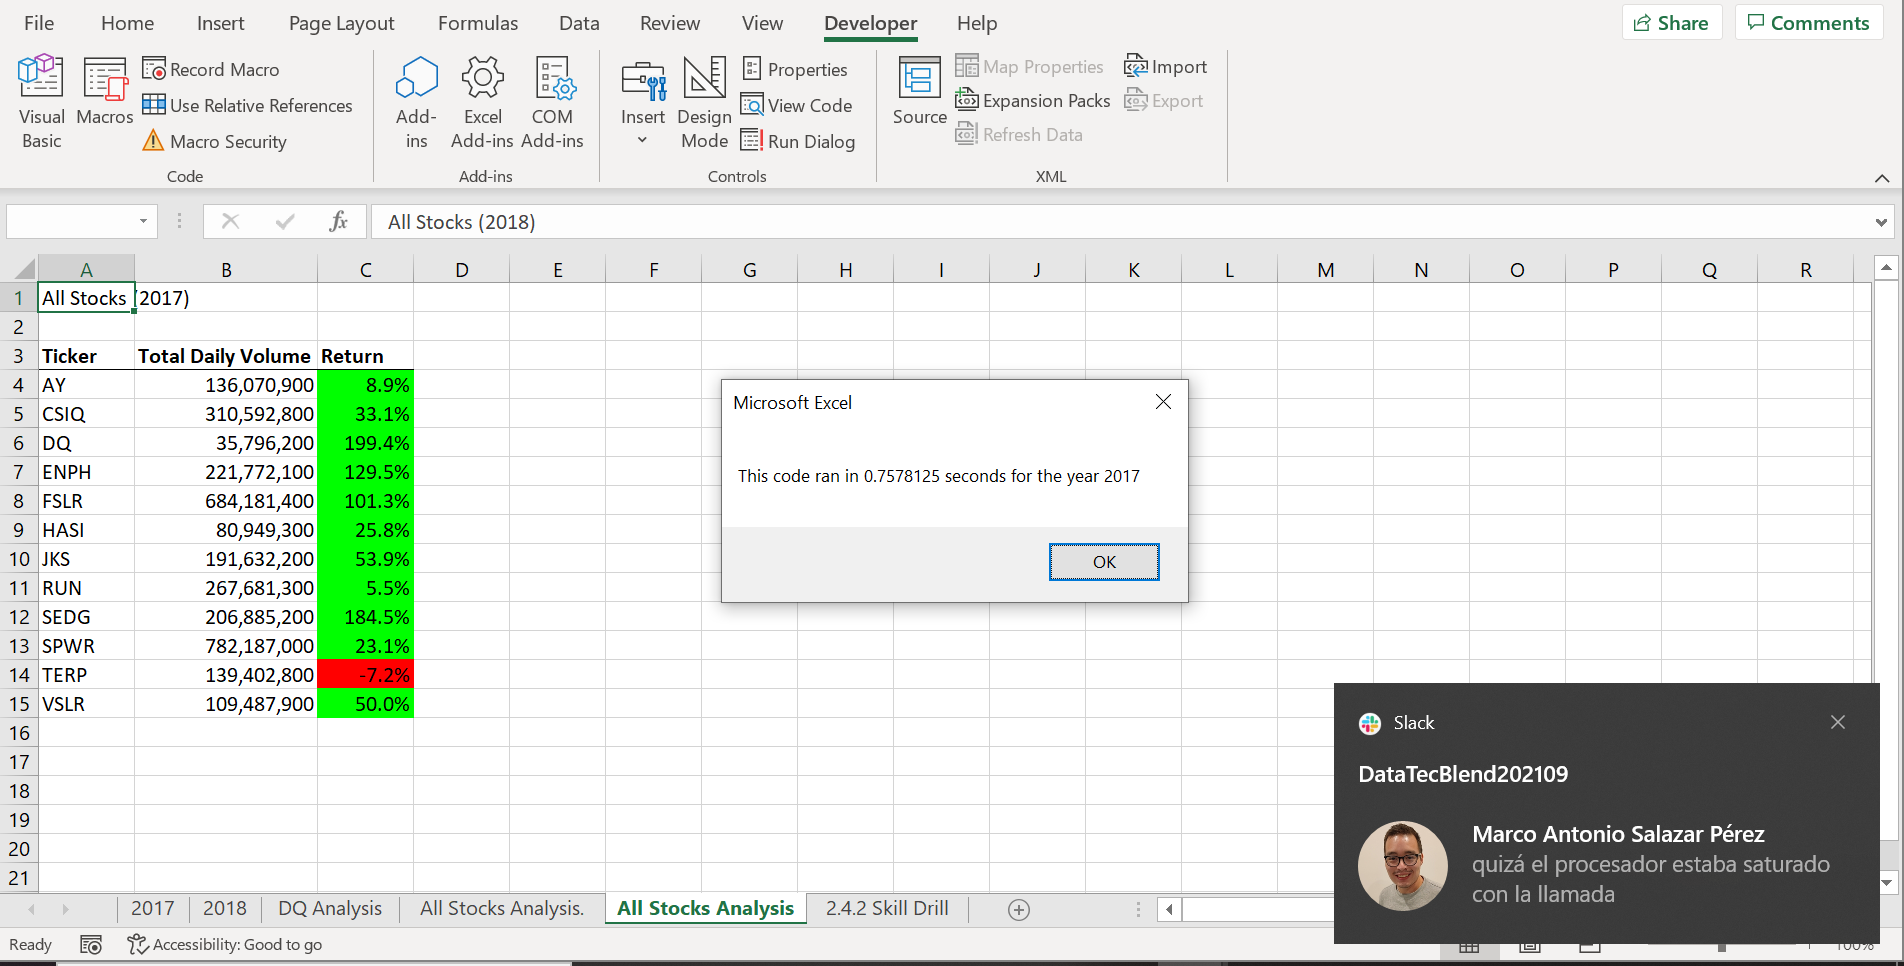 File Home Insert Page Layout Formulas Data Review View Developer Help Share Comments
Visual Basic
Macros
Record Macro
Use Relative References
Macro Security
Code
Add-ins
Excel Add-ins
COM Add-ins
Add-ins
Insert
Design Mode
Properties
View Code
Run Dialog
Controls
Source
Map Properties
Expansion Packs
Refresh Data
Import
Export
XML
fx All Stocks (2018)
A B C D E F G H I J K L M N O P Q R
1 All Stocks (2017)
2
3 Ticker Total Daily Volume Return
4 AY 136,070,900 8.9%
5 CSIQ 310,592,800 33.1%
6 DQ 35,796,200 199.4%
7 ENPH 221,772,100 129.5%
8 FSLR 684,181,400 101.3%
9 HASI 80,949,300 25.8%
10 JKS 191,632,200 53.9%
11 RUN 267,681,300 5.5%
12 SEDG 206,885,200 184.5%
13 SPWR 782,187,000 23.1%
14 TERP 139,402,800 -7.2%
15 VSLR 109,487,900 50.0%
16
17
18
19
20
21
Microsoft Excel
This code ran in 0.7578125 seconds for the year 2017
OK
Slack
DataTecBlend202109
Marco Antonio Salazar Pérez
quizá el procesador estaba saturado
con la llamada
2017 2018 DQ Analysis All Stocks Analysis. All Stocks Analysis 2.4.2 Skill Drill
Ready Accessibility: Good to go 100%